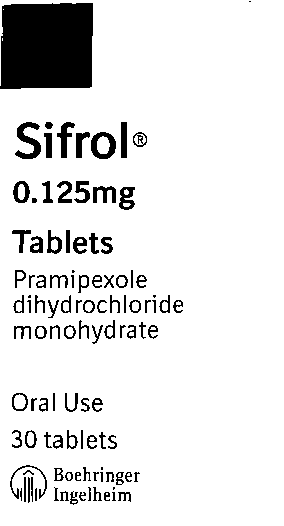 Sifrol®
0.125mg
Tablets
Pramipexole
dihydrochloride
monohydrate
Oral Use
30 tablets
Boehringer
Ingelheim